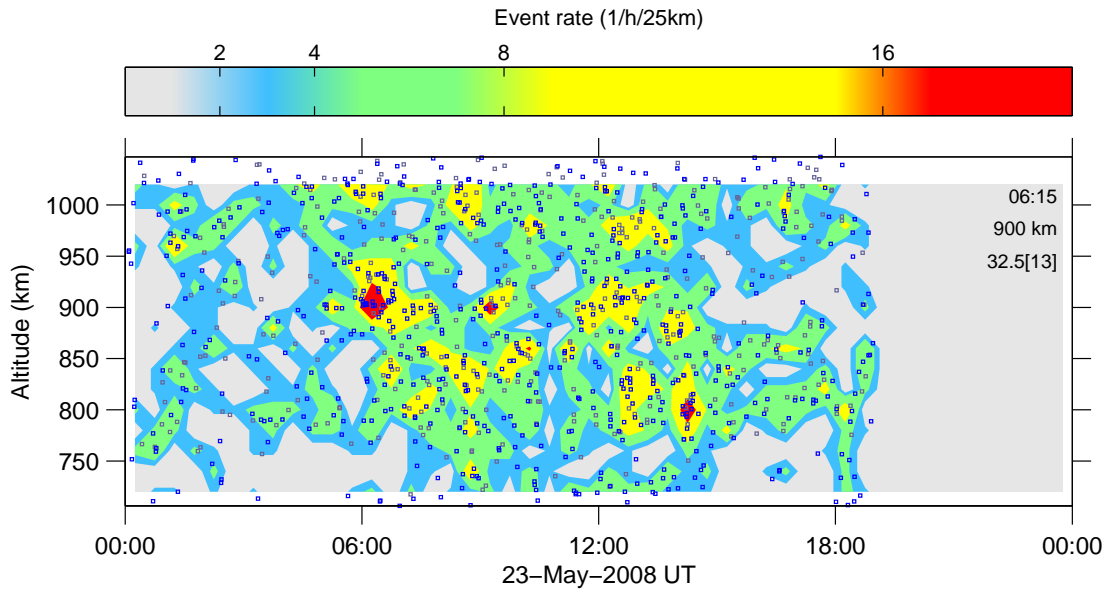 Event rate (1/h/25km)
2 4 8 16
1000
950
900
850
800
750
Altitude (km)
06:15
900 km
32.5[13]
00:00 06:00 12:00 18:00 00:00
23−May−2008 UT